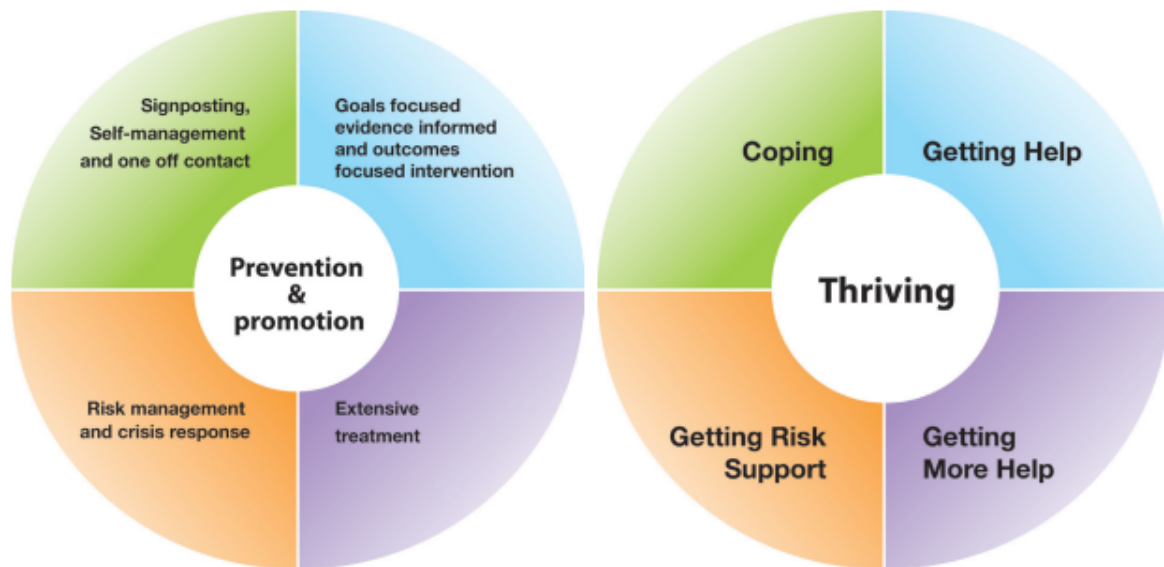 Signposting,
Self-management
and one off contact
Goals focused
evidence informed
and outcomes
focused intervention
Prevention
&
promotion
Risk management
and crisis response
Extensive
treatment
Coping
Getting Help
Thriving
Getting Risk
Support
Getting
More Help